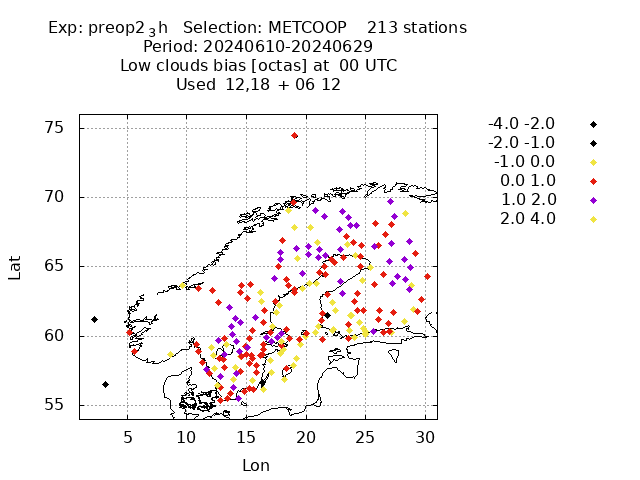 Exp: preop2 3 h   Selection: METCOOP    213 stations
Period: 20240610-20240629
Low clouds bias [octas] at  00 UTC
Used  12,18 + 06 12
-4.0 -2.0
-2.0 -1.0
-1.0 0.0
0.0 1.0
1.0 2.0
2.0 4.0
75
70
65
60
55
Lat
5 10 15 20 25 30
Lon